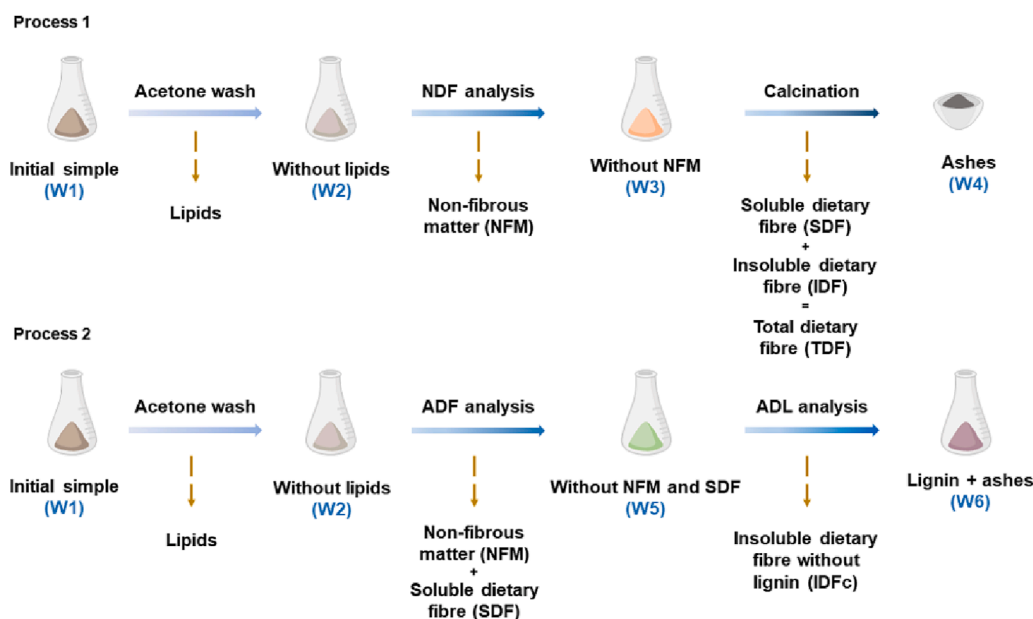 Process 1
Acetone wash
NDF analysis
Calcination
Initial simple
(W1)
Without lipids
(W2)
Without NFM
(W3)
Ashes
(W4)
Lipids
Non-fibrous
matter (NFM)
Soluble dietary
fibre (SDF)
+
Insoluble dietary
fibre (IDF)
=
Total dietary
fibre (TDF)
Process 2
Acetone wash
ADF analysis
ADL analysis
Initial simple
(W1)
Without lipids
(W2)
Without NFM and SDF
(W5)
Lignin + ashes
(W6)
Lipids
Non-fibrous
matter (NFM)
+
Soluble dietary
fibre (SDF)
Insoluble dietary
fibre without
lignin (IDFc)